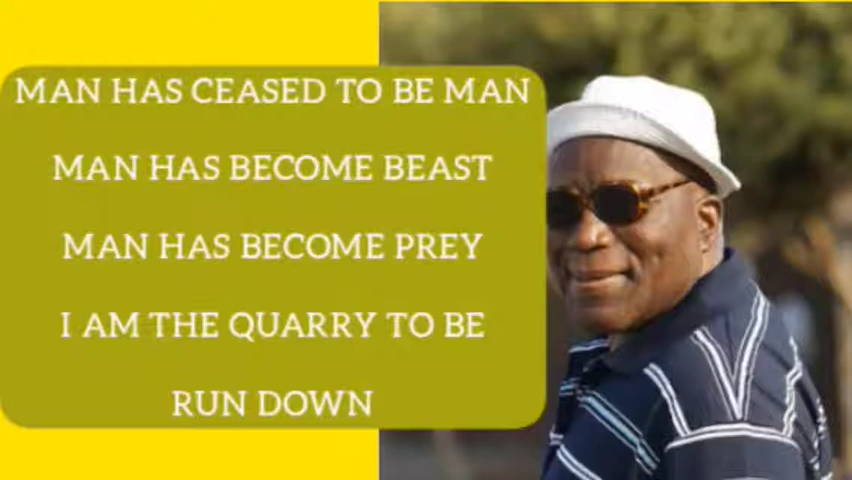 MAN HAS CEASED TO BE MAN
MAN HAS BECOME BEAST
MAN HAS BECOME PREY
I AM THE QUARRY TO BE
RUN DOWN